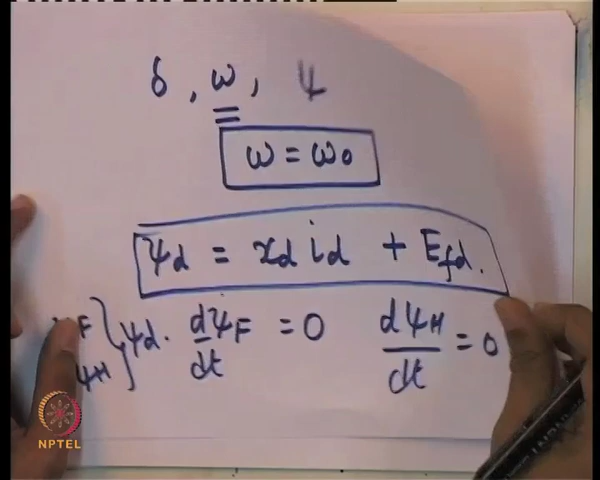 δ, ω, Ψ
ω = ω0
Ψd = xd id + Efd.
F } Ψd. dΨF/dt = 0 dΨH/dt = 0
ΨH
NPTEL